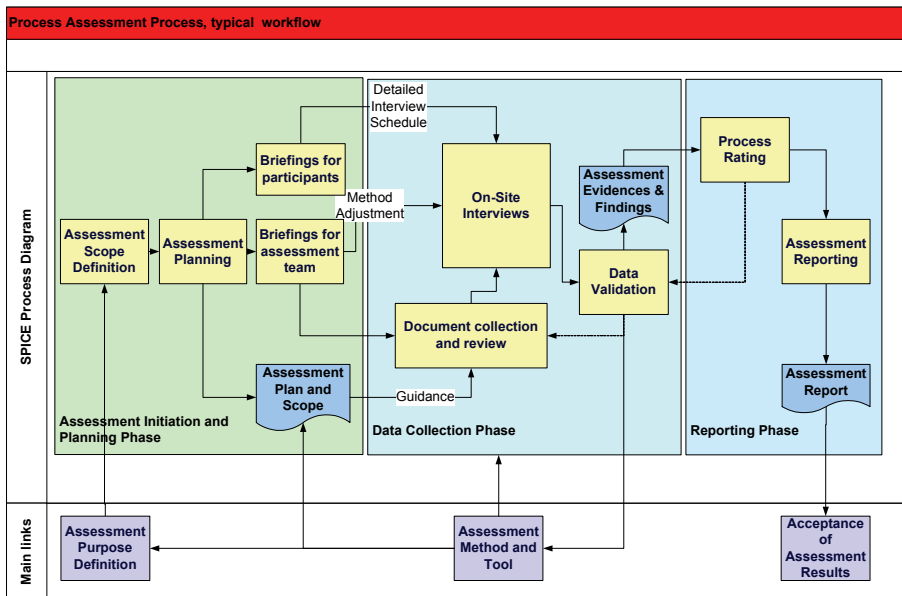 Process Assessment Process, typical workflow
SPICE Process Diagram
Detailed
Interview
Schedule
Briefings for
participants
Method
Adjustment
Assessment
Scope
Definition
Assessment
Planning
Briefings for
assessment
team
Assessment
Plan and
Scope
Assessment Initiation and
Planning Phase
On-Site
Interviews
Document collection
and review
Guidance
Assessment
Evidences &
Findings
Data
Validation
Data Collection Phase
Process
Rating
Assessment
Reporting
Assessment
Report
Reporting Phase
Main links
Assessment
Purpose
Definition
Assessment
Method and
Tool
Acceptance
of
Assessment
Results